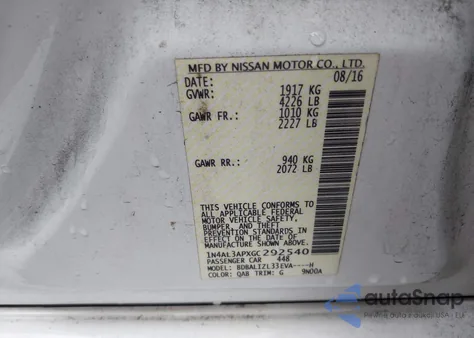 MFD BY NISSAN MOTOR CO., LTD.
DATE: 08/16
GVWR: 1917 KG
4226 LB
GAWR FR.: 1010 KG
2227 LB
GAWR RR.: 940 KG
2072 LB
THIS VEHICLE CONFORMS TO
ALL APPLICABLE FEDERAL
MOTOR VEHICLE SAFETY,
BUMPER, AND THEFT
PREVENTION STANDARDS IN
EFFECT ON THE DATE OF
MANUFACTURE SHOWN ABOVE.
1N4AL3APXGC292540
PASSENGER CAR 448
MODEL: BDBALIZL33EVA----H
COLOR: QAB TRIM: G 9N00A
autoSnap